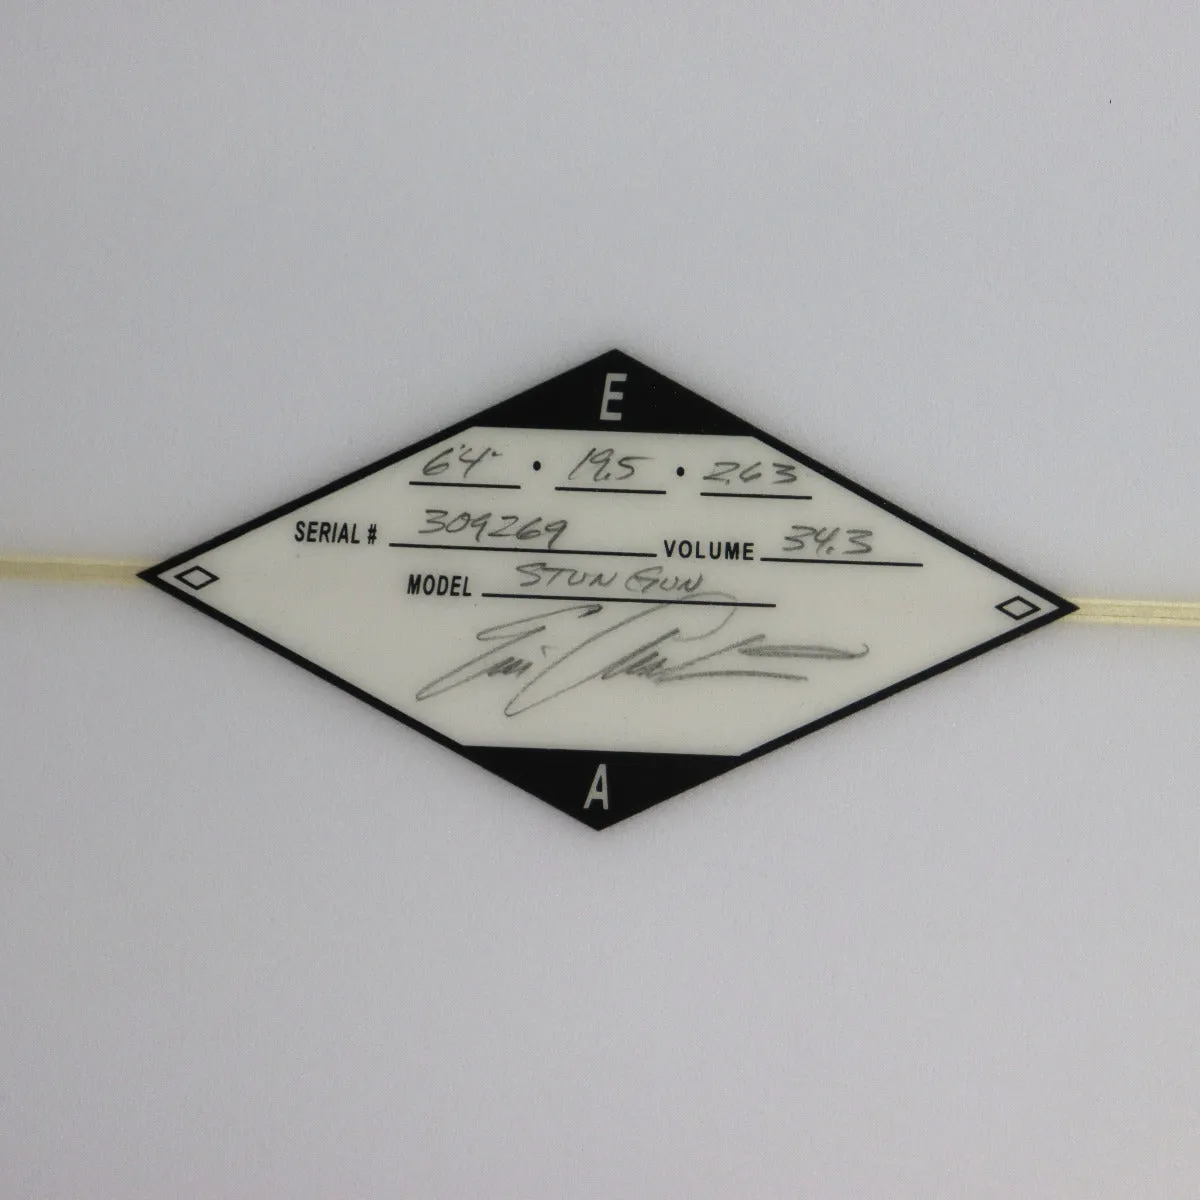 E
6'4" • 19.5 • 2.63
SERIAL # 309269 VOLUME 34.3
MODEL STUN GUN
A